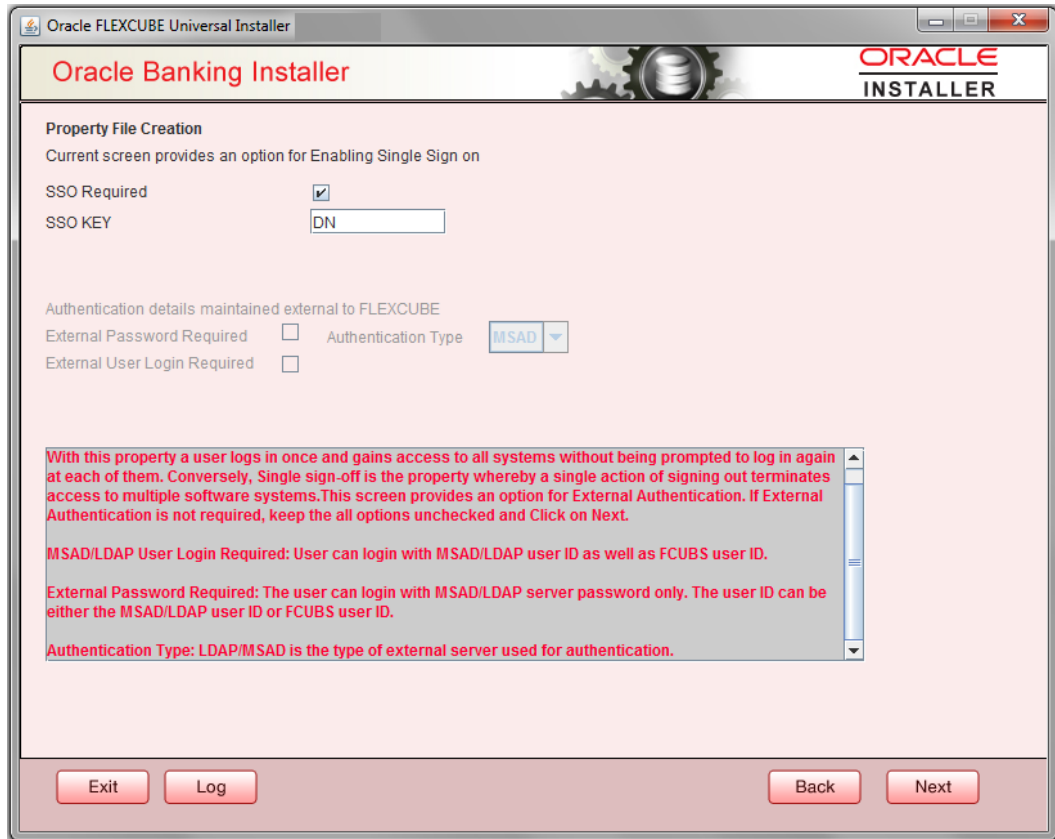 Oracle FLEXCUBE Universal Installer
Oracle Banking Installer
ORACLE
INSTALLER
Property File Creation
Current screen provides an option for Enabling Single Sign on
SSO Required
SSO KEY DN
Authentication details maintained external to FLEXCUBE
External Password Required Authentication Type MSAD
External User Login Required
With this property a user logs in once and gains access to all systems without being prompted to log in again
at each of them. Conversely, Single sign-off is the property whereby a single action of signing out terminates
access to multiple software systems.This screen provides an option for External Authentication. If External
Authentication is not required, keep the all options unchecked and Click on Next.
MSAD/LDAP User Login Required: User can login with MSAD/LDAP user ID as well as FCUBS user ID.
External Password Required: The user can login with MSAD/LDAP server password only. The user ID can be
either the MSAD/LDAP user ID or FCUBS user ID.
Authentication Type: LDAP/MSAD is the type of external server used for authentication.
Exit Log Back Next